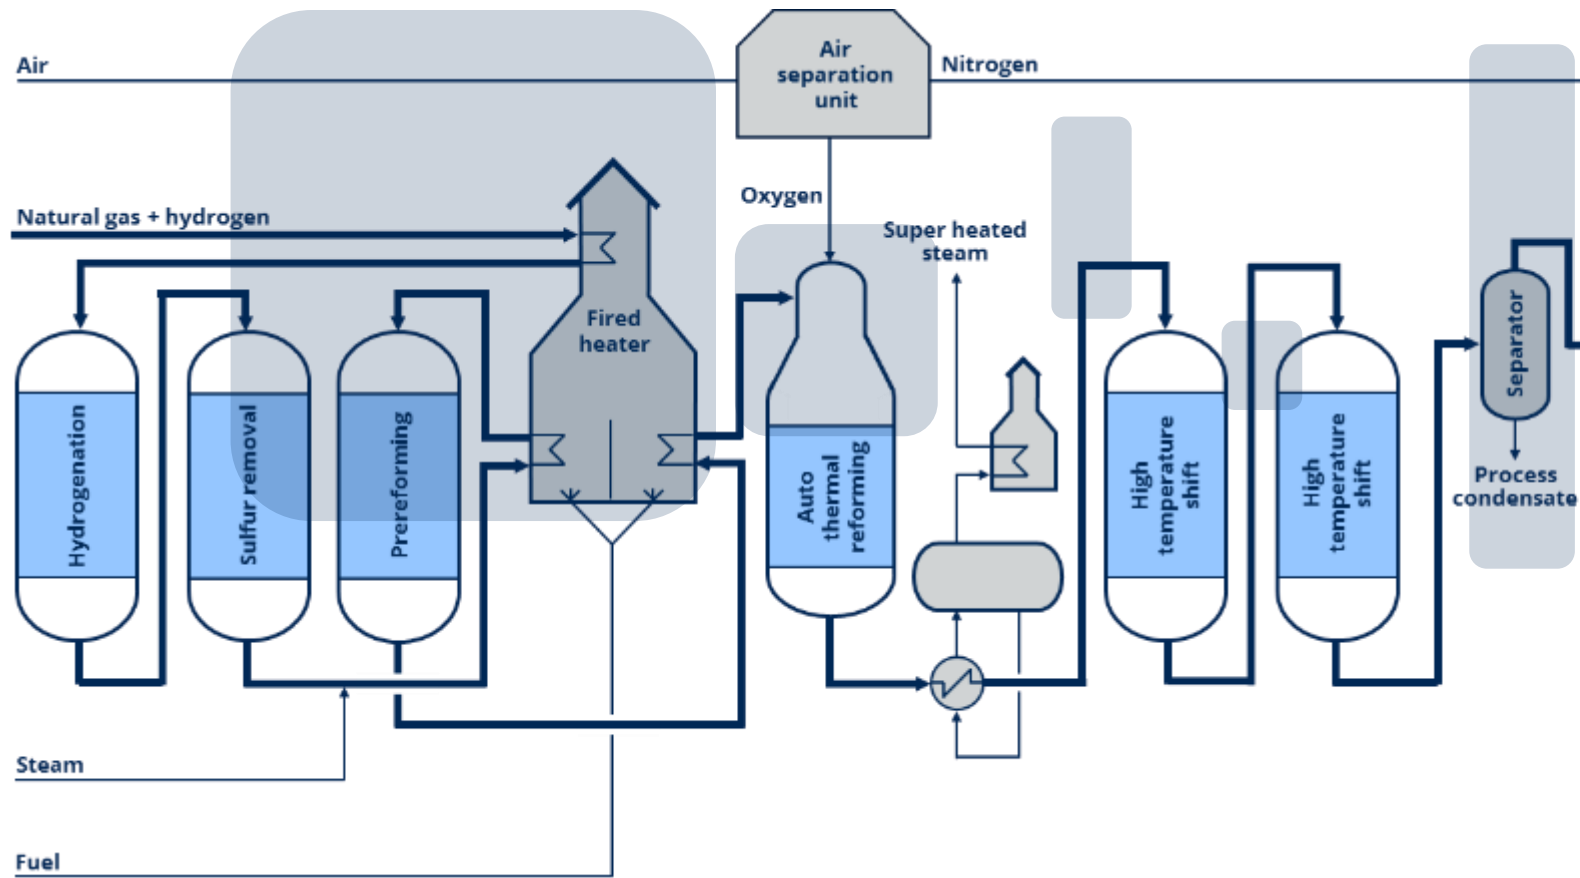 Air
Air
separation
unit
Nitrogen
Natural gas + hydrogen
Oxygen
Super heated
steam
Fired
heater
Hydrogenation
Sulfur removal
Prereforming
Auto
thermal
reforming
High
temperature
shift
High
temperature
shift
Separator
Process
condensate
Steam
Fuel